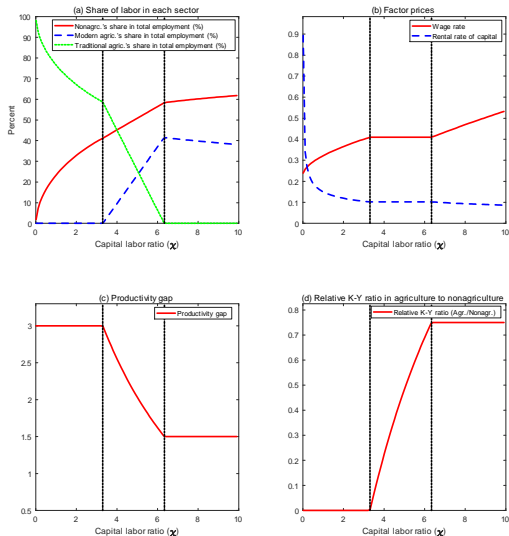 (a) Share of labor in each sector
100
90
80
70
60
50
40
30
20
10
0
Percent
Nonagrc.'s share in total employment (%)
Modern agric.'s share in total employment (%)
Traditional agric.'s share in total employment (%)
0 2 4 6 8 10
Capital labor ratio (x)
(b) Factor prices
0.9
0.8
0.7
0.6
0.5
0.4
0.3
0.2
0.1
0
Wage rate
Rental rate of capital
0 2 4 6 8 10
Capital labor ratio (x)
(c) Productivity gap
3
2.5
2
1.5
1
0.5
Productivity gap
0 2 4 6 8 10
Capital labor ratio (x)
(d) Relative K-Y ratio in agriculture to nonagriculture
0.8
0.7
0.6
0.5
0.4
0.3
0.2
0.1
0
Relative K-Y ratio (Agr./Nonagr.)
0 2 4 6 8 10
Capital labor ratio (x)